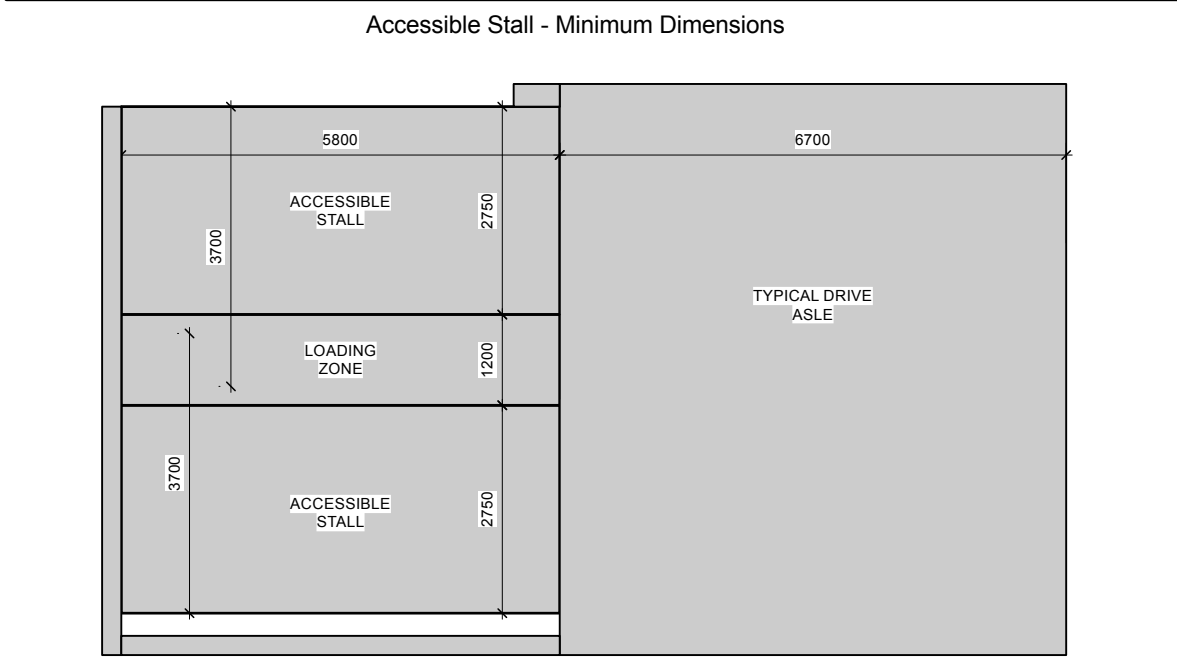 Accessible Stall - Minimum Dimensions
5800
6700
ACCESSIBLE
STALL
2750
3700
TYPICAL DRIVE
ASLE
LOADING
ZONE
1200
3700
ACCESSIBLE
STALL
2750